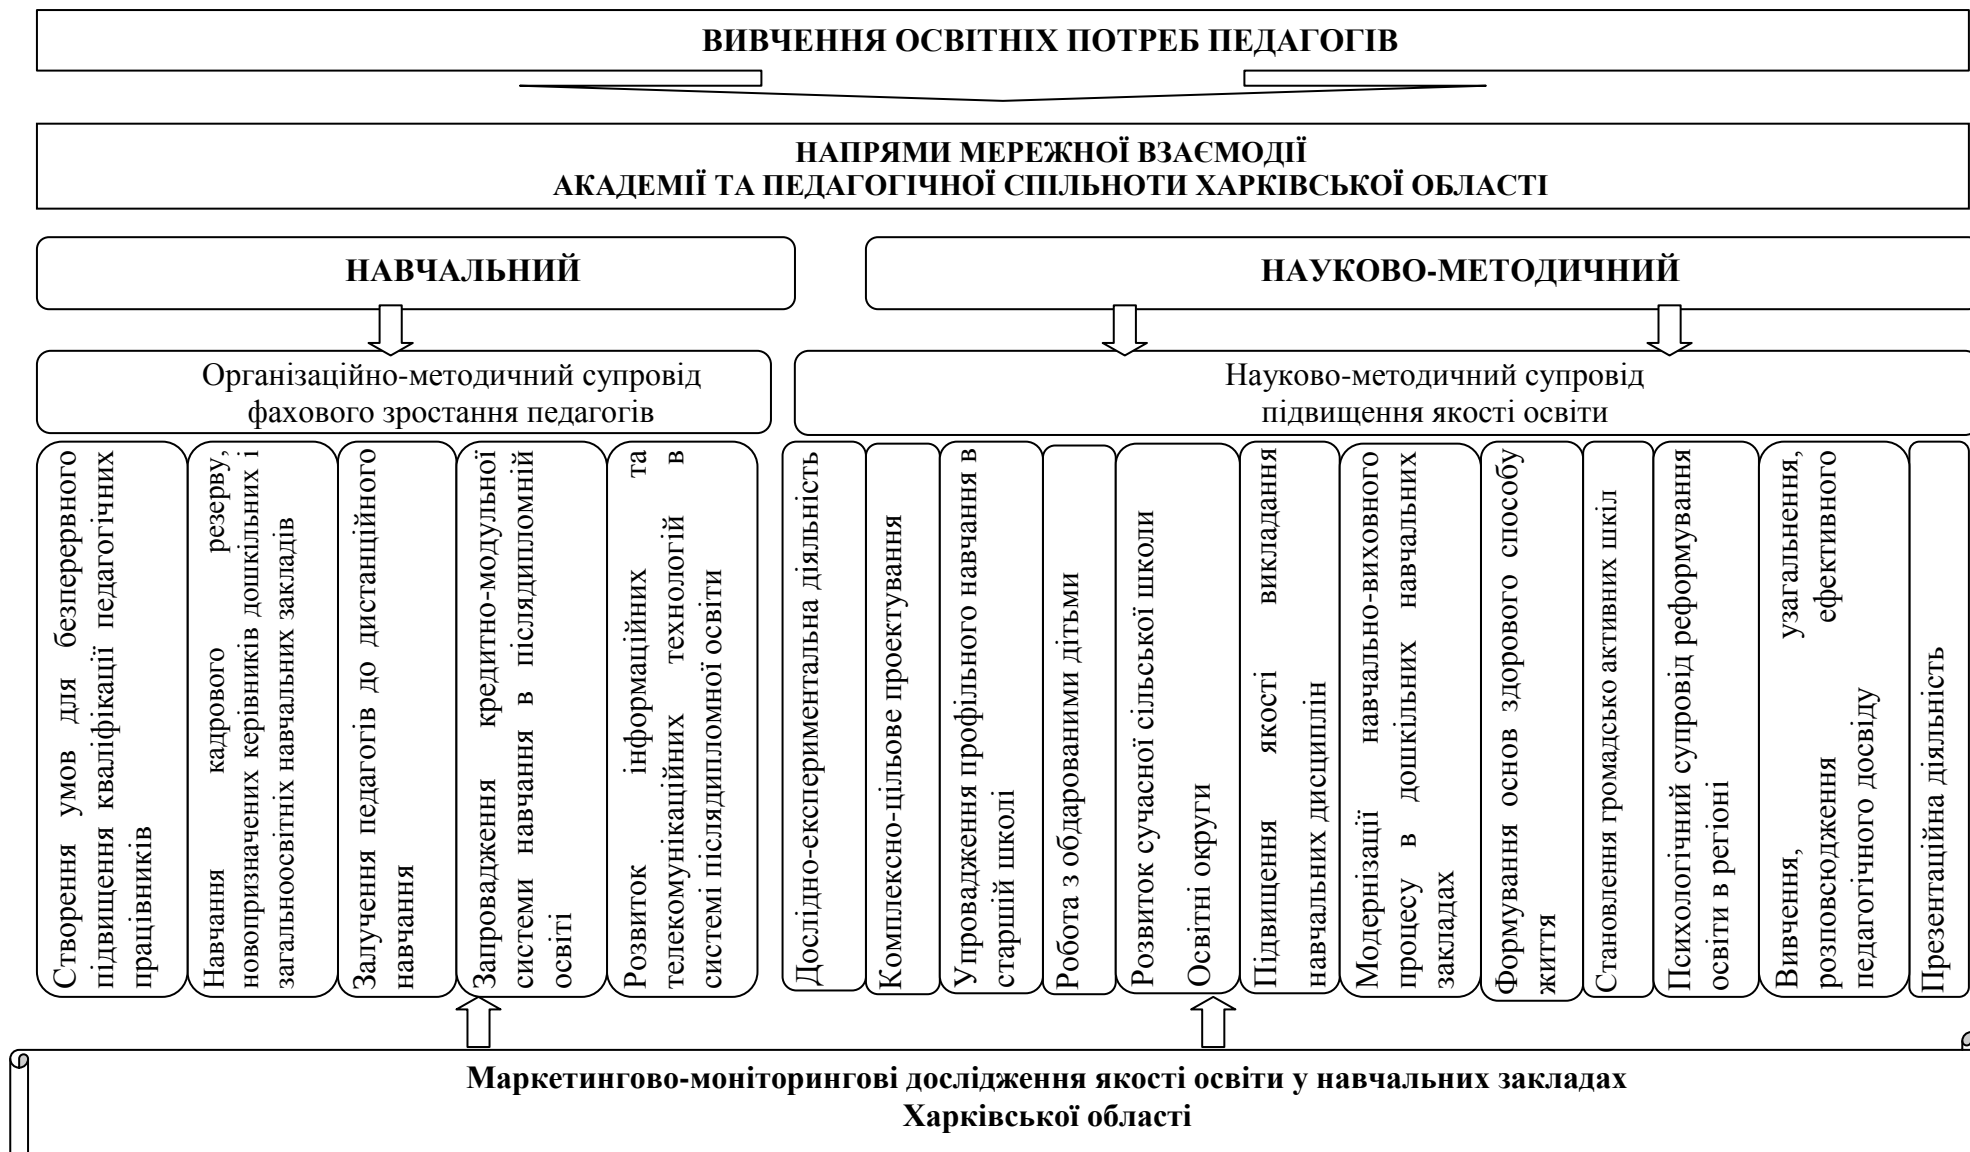 ВИВЧЕННЯ ОСВІТНІХ ПОТРЕБ ПЕДАГОГІВ
НАПРЯМИ МЕРЕЖНОЇ ВЗАЄМОДІЇ
АКАДЕМІЇ ТА ПЕДАГОГІЧНОЇ СПІЛЬНОТИ ХАРКІВСЬКОЇ ОБЛАСТІ
НАВЧАЛЬНИЙ
НАУКОВО-МЕТОДИЧНИЙ
Організаційно-методичний супровід
фахового зростання педагогів
Науково-методичний супровід
підвищення якості освіти
Створення умов для безперервного
підвищення кваліфікації педагогічних
працівників
Навчання кадрового резерву,
новопризначених керівників дошкільних і
загальноосвітніх навчальних закладів
Залучення педагогів до дистанційного
навчання
Запровадження кредитно-модульної
системи навчання в післядипломній
освіті
Розвиток інформаційних та
телекомунікаційних технологій в
системі післядипломної освіти
Дослідно-експериментальна діяльність
Комплексно-цільове проектування
Упровадження профільного навчання в
старшій школі
Робота з обдарованими дітьми
Розвиток сучасної сільської школи
Освітні округи
Підвищення якості викладання
навчальних дисциплін
Модернізації навчально-виховного
процесу в дошкільних навчальних
закладах
Формування основ здорового способу
життя
Становлення громадсько активних шкіл
Психологічний супровід реформування
освіти в регіоні
Вивчення, узагальнення,
розповсюдження ефективного
педагогічного досвіду
Презентаційна діяльність
Маркетингово-моніторингові дослідження якості освіти у навчальних закладах
Харківської області